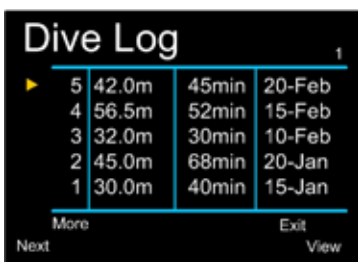 Dive Log
1
5 42.0m 45min 20-Feb
4 56.5m 52min 15-Feb
3 32.0m 30min 10-Feb
2 45.0m 68min 20-Jan
1 30.0m 40min 15-Jan
More Exit
Next View